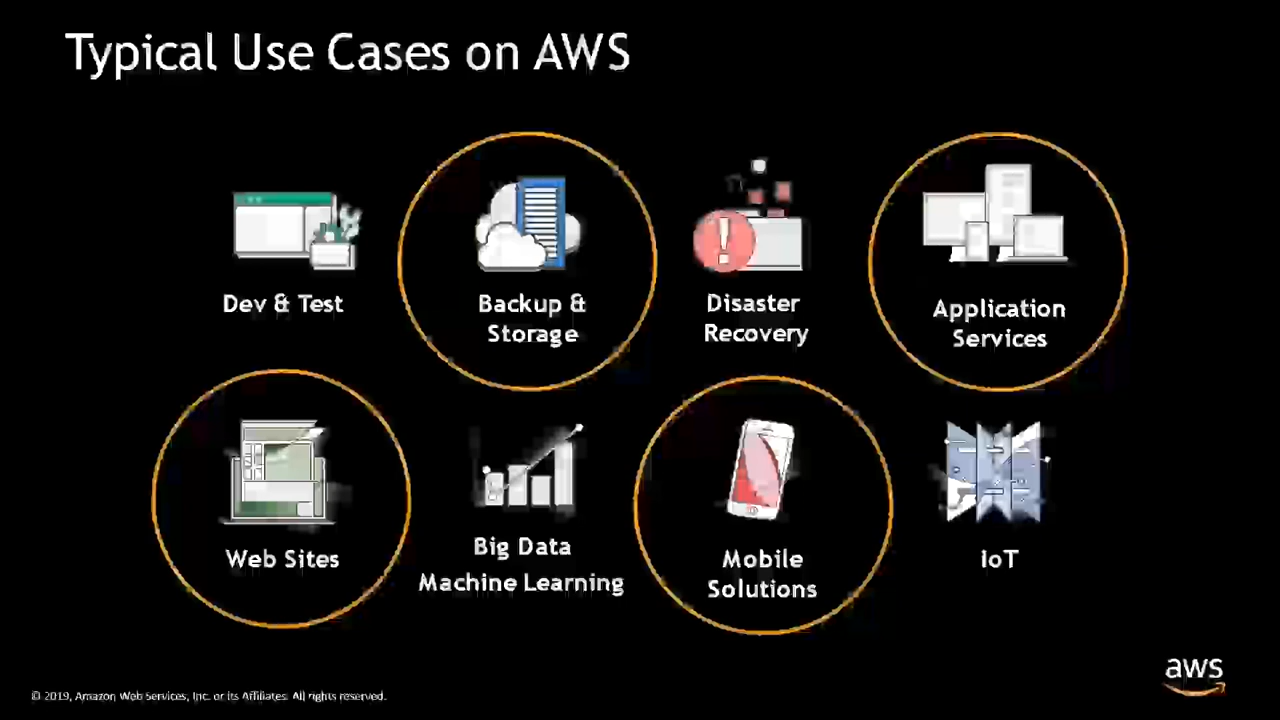 Typical Use Cases on AWS
Dev & Test
Backup &
Storage
Disaster
Recovery
Application
Services
Web Sites
Big Data
Machine Learning
Mobile
Solutions
IoT
© 2019, Amazon Web Services, Inc. or its Affiliates. All rights reserved.
aws